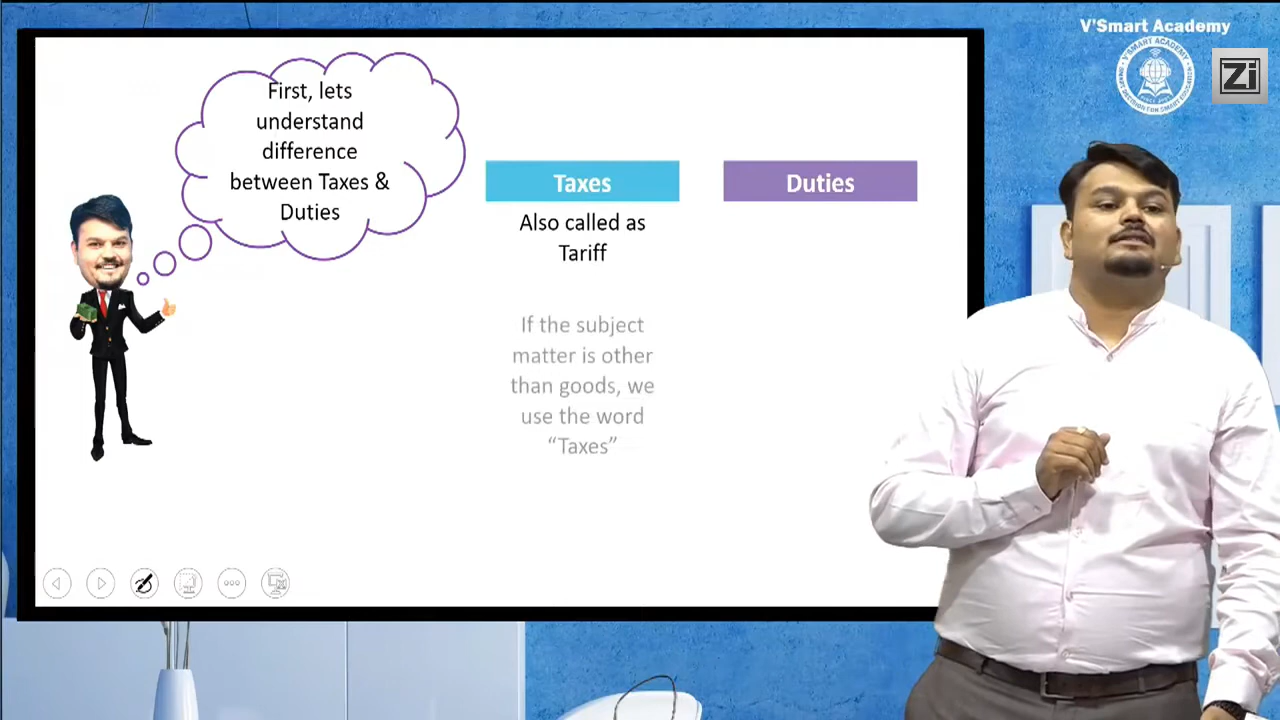 V'Smart Academy
Zi
First, lets
understand
difference
between Taxes &
Duties
Taxes
Duties
Also called as
Tariff
If the subject
matter is other
than goods, we
use the word
“Taxes”